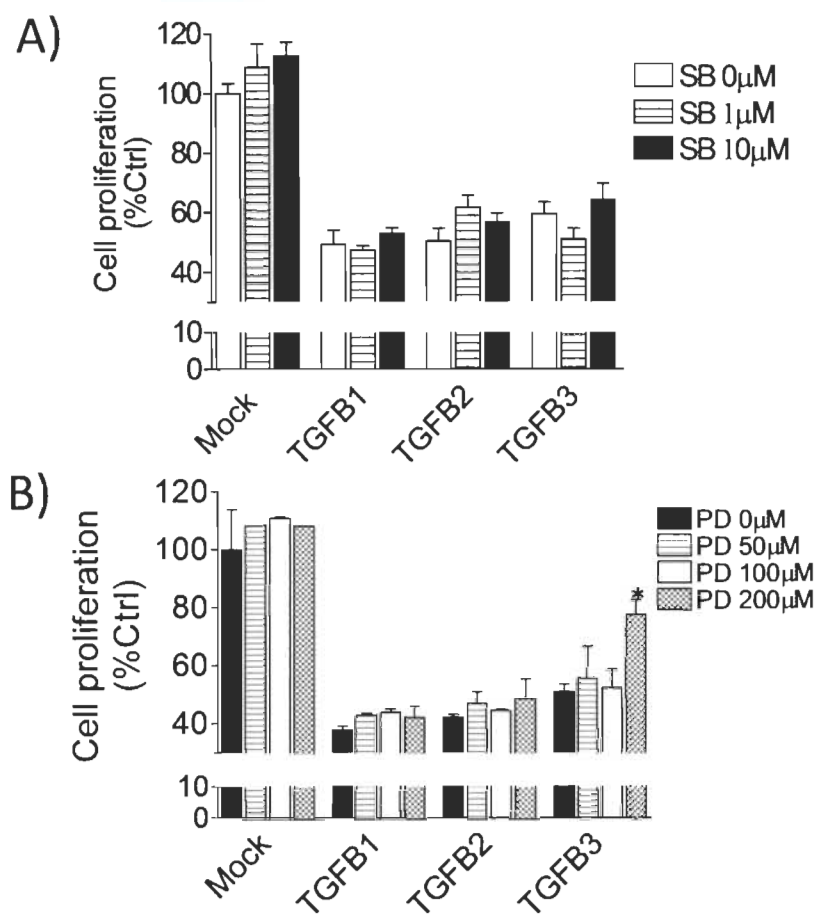 A)
Cell proliferation
(%Ctrl)
120
100
80
60
40
10
0
SB 0µM
SB 1µM
SB 10µM
Mock
TGFB1
TGFB2
TGFB3
B)
Cell proliferation
(%Ctrl)
120
100
80
60
40
10
0
PD 0µM
PD 50µM
PD 100µM
PD 200µM
*
Mock
TGFB1
TGFB2
TGFB3